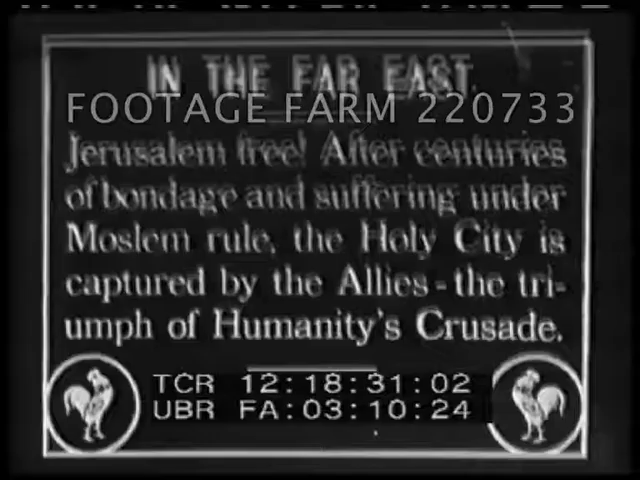 IN THE FAR EAST.
FOOTAGE FARM 220733
Jerusalem free! After centuries
of bondage and suffering under
Moslem rule, the Holy City is
captured by the Allies - the tri-
umph of Humanity's Crusade.
TCR 12:18:31:02
UBR FA:03:10:24